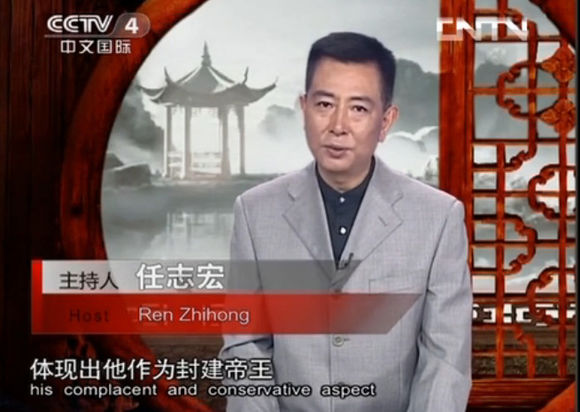 CCTV 4
CNTV
中文国际
主持人 任志宏
Host Ren Zhihong
体现出他作为封建帝王
his complacent and conservative aspect